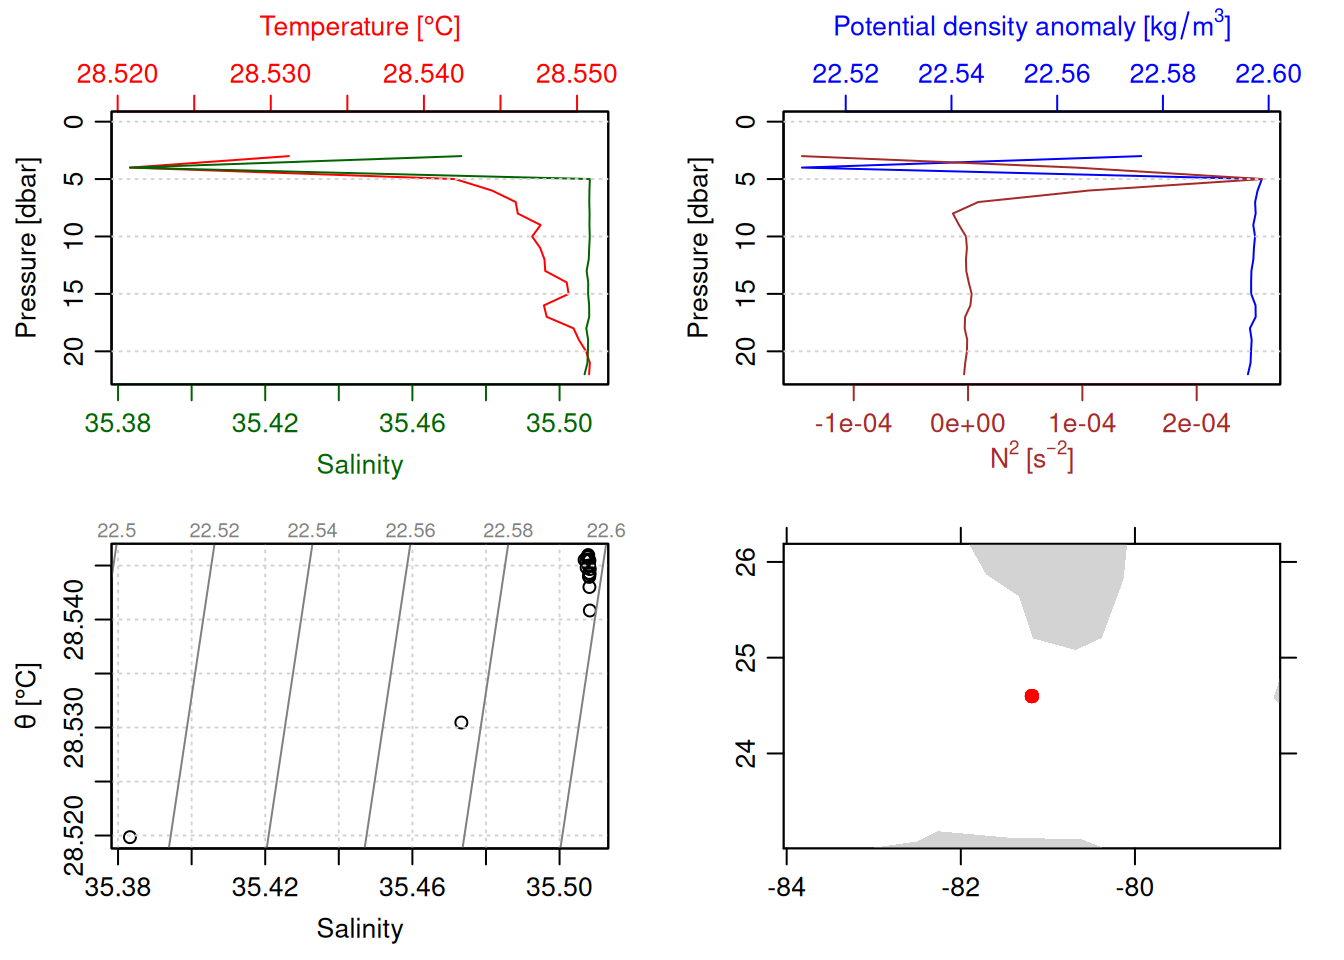 Temperature [°C]
28.520 28.530 28.540 28.550
Pressure [dbar]
0
5
10
15
20
35.38 35.42 35.46 35.50
Salinity
Potential density anomaly [kg/m³]
22.52 22.54 22.56 22.58 22.60
Pressure [dbar]
0
5
10
15
20
-1e-04 0e+00 1e-04 2e-04
N² [s⁻²]
22.5 22.52 22.54 22.56 22.58 22.6
θ [°C]
28.540
28.530
28.520
35.38 35.42 35.46 35.50
Salinity
26
25
24
-84 -82 -80